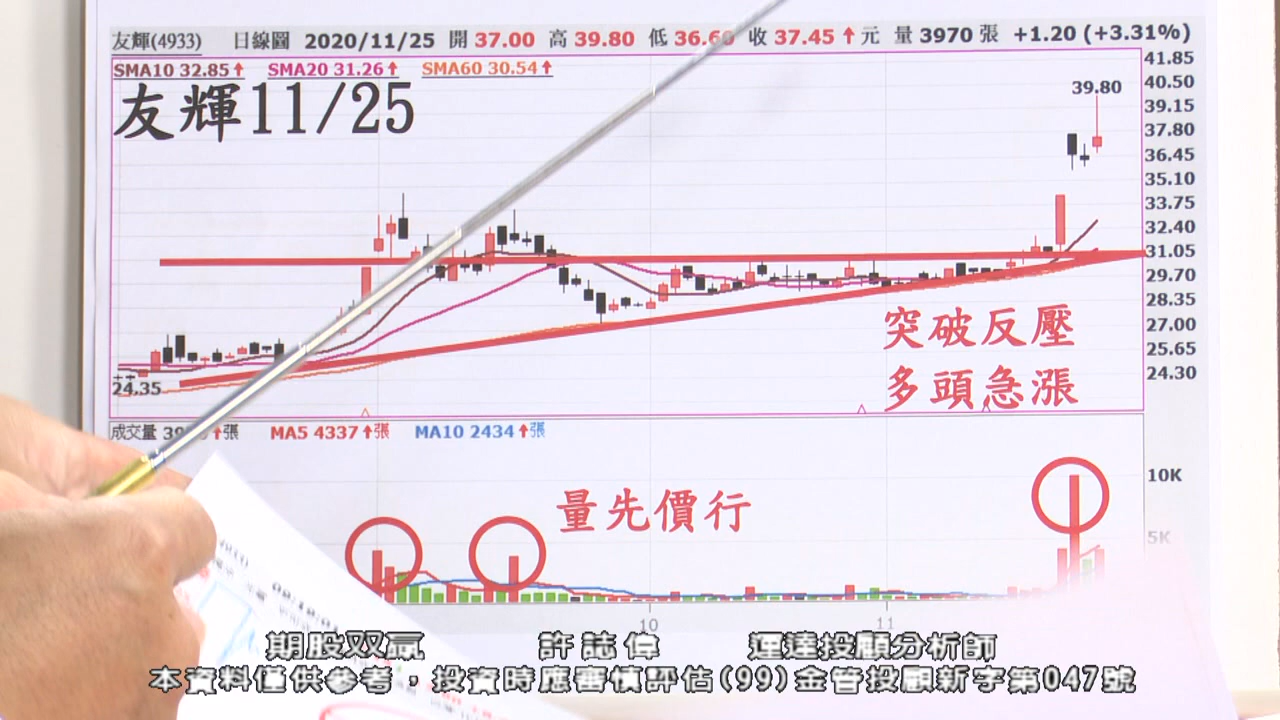 友輝(4933) 日線圖 2020/11/25 開 37.00 高 39.80 低 36.60 收 37.45↑元 量 3970 張 +1.20 (+3.31%)
SMA10 32.85↑ SMA20 31.26↑ SMA60 30.54↑
友輝11/25
39.80
41.85
40.50
39.15
37.80
36.45
35.10
33.75
32.40
31.05
29.70
28.35
27.00
25.65
24.30
24.35
突破反壓
多頭急漲
成交量 ↑張 MA5 4337↑張 MA10 2434↑張
量先價行
10K
5K
10 11
期股双贏 許誌偉 運達投顧分析師
本資料僅供參考，投資時應審慎評估(99)金管投顧新字第047號